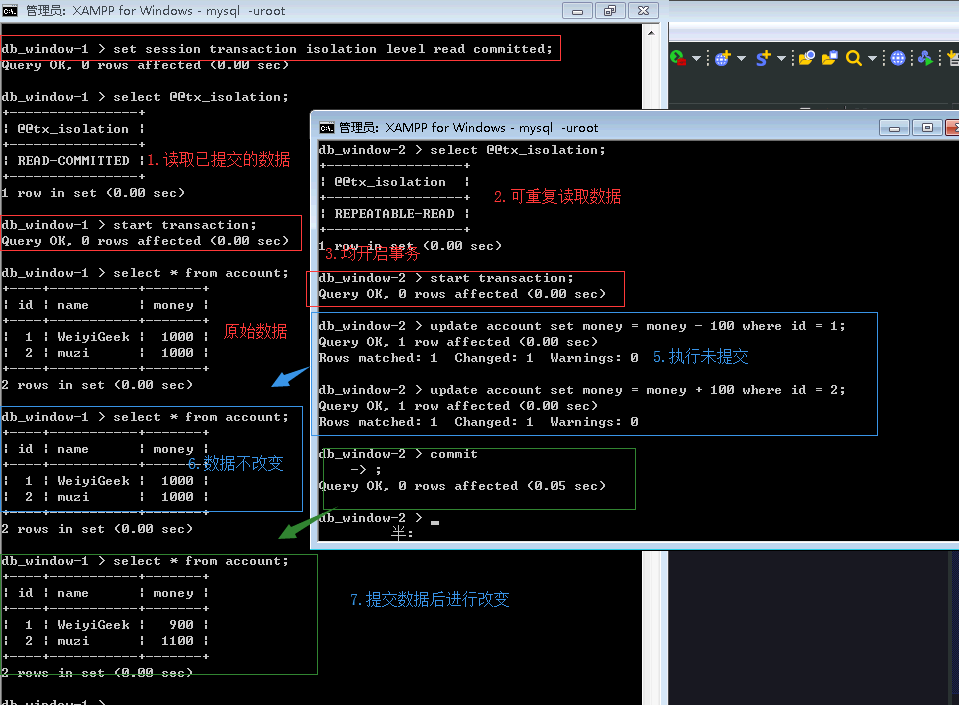 管理员: XAMPP for Windows - mysql -uroot
db_window-1 > set session transaction isolation level read committed;
Query OK, 0 rows affected (0.00 sec)
db_window-1 > select @@tx_isolation;
+----------------+
| @@tx_isolation |
+----------------+
| READ-COMMITTED |
+----------------+
1.读取已提交的数据
1 row in set (0.00 sec)
db_window-1 > start transaction;
Query OK, 0 rows affected (0.00 sec)
db_window-1 > select * from account;
+----+-----------+-------+
| id | name | money |
+----+-----------+-------+
| 1 | WeiyiGeek | 1000 |
| 2 | muzi | 1000 |
+----+-----------+-------+
原始数据
2 rows in set (0.00 sec)
db_window-1 > select * from account;
+----+-----------+-------+
| id | name | money |
+----+-----------+-------+
6.数据不改变
| 1 | WeiyiGeek | 1000 |
| 2 | muzi | 1000 |
+----+-----------+-------+
2 rows in set (0.00 sec)
db_window-1 > select * from account;
+----+-----------+-------+
| id | name | money |
+----+-----------+-------+
| 1 | WeiyiGeek | 900 |
| 2 | muzi | 1100 |
+----+-----------+-------+
7.提交数据后进行改变
2 rows in set (0.00 sec)
db_window-1 >
管理员: XAMPP for Windows - mysql -uroot
db_window-2 > select @@tx_isolation;
+-----------------+
| @@tx_isolation |
+-----------------+
| REPEATABLE-READ |
+-----------------+
2.可重复读取数据
1 row in set (0.00 sec)
3.均开启事务
db_window-2 > start transaction;
Query OK, 0 rows affected (0.00 sec)
db_window-2 > update account set money = money - 100 where id = 1;
Query OK, 1 row affected (0.00 sec)
Rows matched: 1 Changed: 1 Warnings: 0
5.执行未提交
db_window-2 > update account set money = money + 100 where id = 2;
Query OK, 1 row affected (0.00 sec)
Rows matched: 1 Changed: 1 Warnings: 0
db_window-2 > commit
-> ;
Query OK, 0 rows affected (0.05 sec)
db_window-2 > _
半: